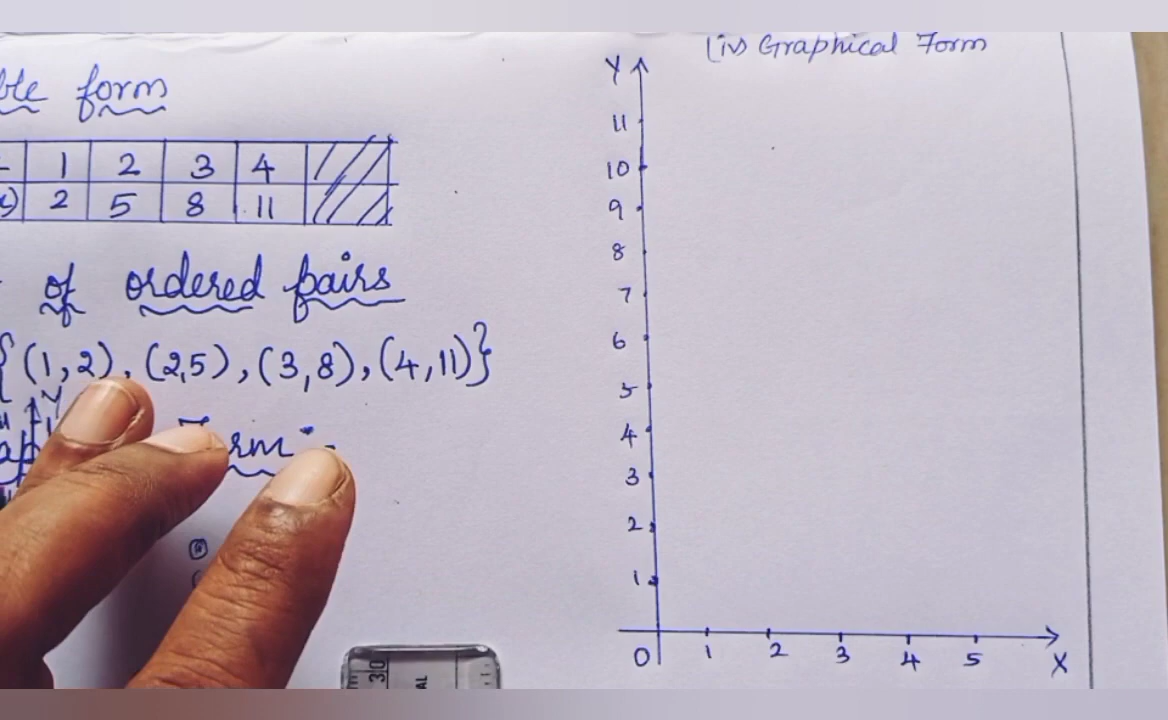 ble form
1 2 3 4
2 5 8 11
of ordered pairs
{(1,2), (2,5), (3,8), (4,11)}
Y
30
(iv) Graphical Form
Y
11
10
9
8
7
6
5
4
3
2
1
0 1 2 3 4 5 X